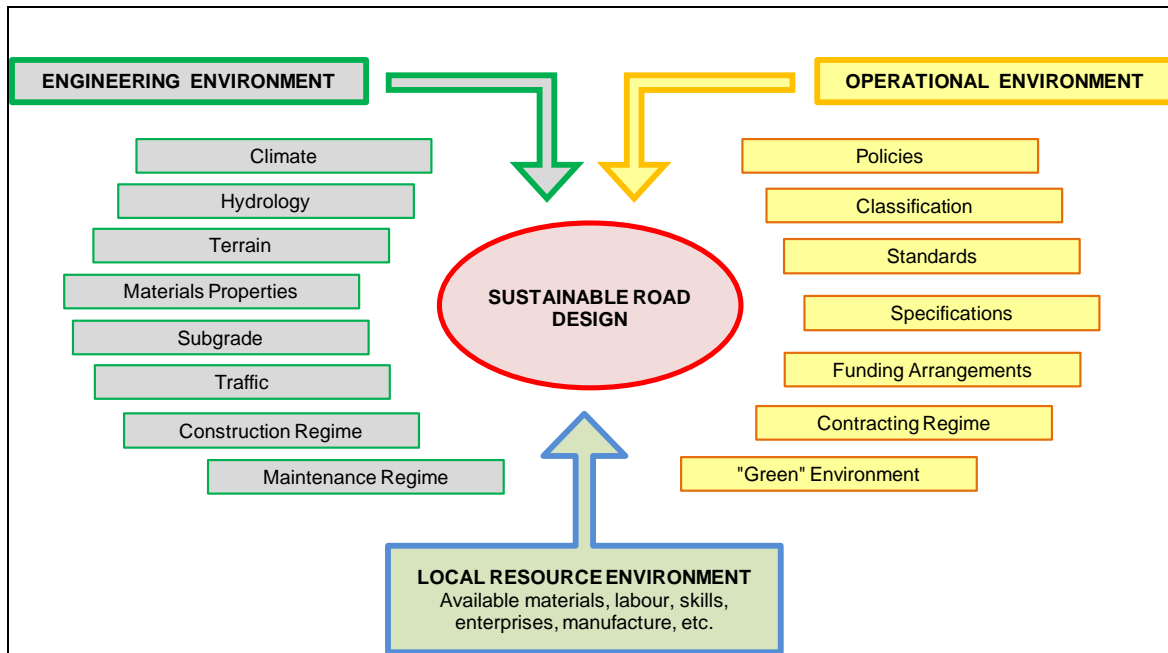 ENGINEERING ENVIRONMENT
OPERATIONAL ENVIRONMENT
Climate
Hydrology
Terrain
Materials Properties
Subgrade
Traffic
Construction Regime
Maintenance Regime
SUSTAINABLE ROAD
DESIGN
Policies
Classification
Standards
Specifications
Funding Arrangements
Contracting Regime
"Green" Environment
LOCAL RESOURCE ENVIRONMENT
Available materials, labour, skills,
enterprises, manufacture, etc.